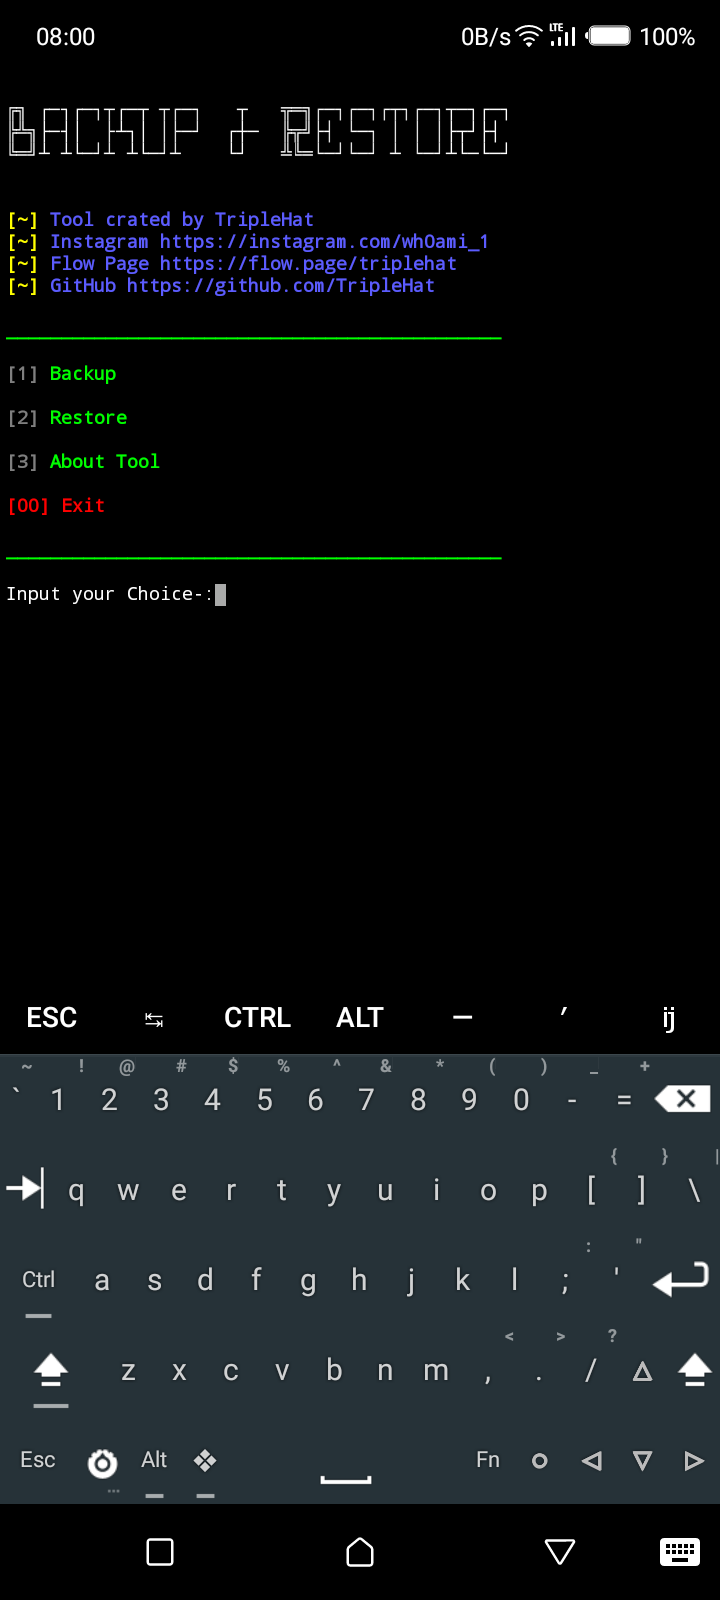 08:00 0B/s LTE 100%
BACKUP & RESTORE
[~] Tool crated by TripleHat
[~] Instagram https://instagram.com/wh0ami_1
[~] Flow Page https://flow.page/triplehat
[~] GitHub https://github.com/TripleHat
[1] Backup
[2] Restore
[3] About Tool
[00] Exit
Input your Choice-:
ESC ↹ CTRL ALT — ′ ij
~ ! @ # $ % ^ & * ( ) _ +
` 1 2 3 4 5 6 7 8 9 0 - =
{ } |
q w e r t y u i o p [ ] \
: "
Ctrl a s d f g h j k l ; '
< > ?
z x c v b n m , . /
Esc Alt Fn